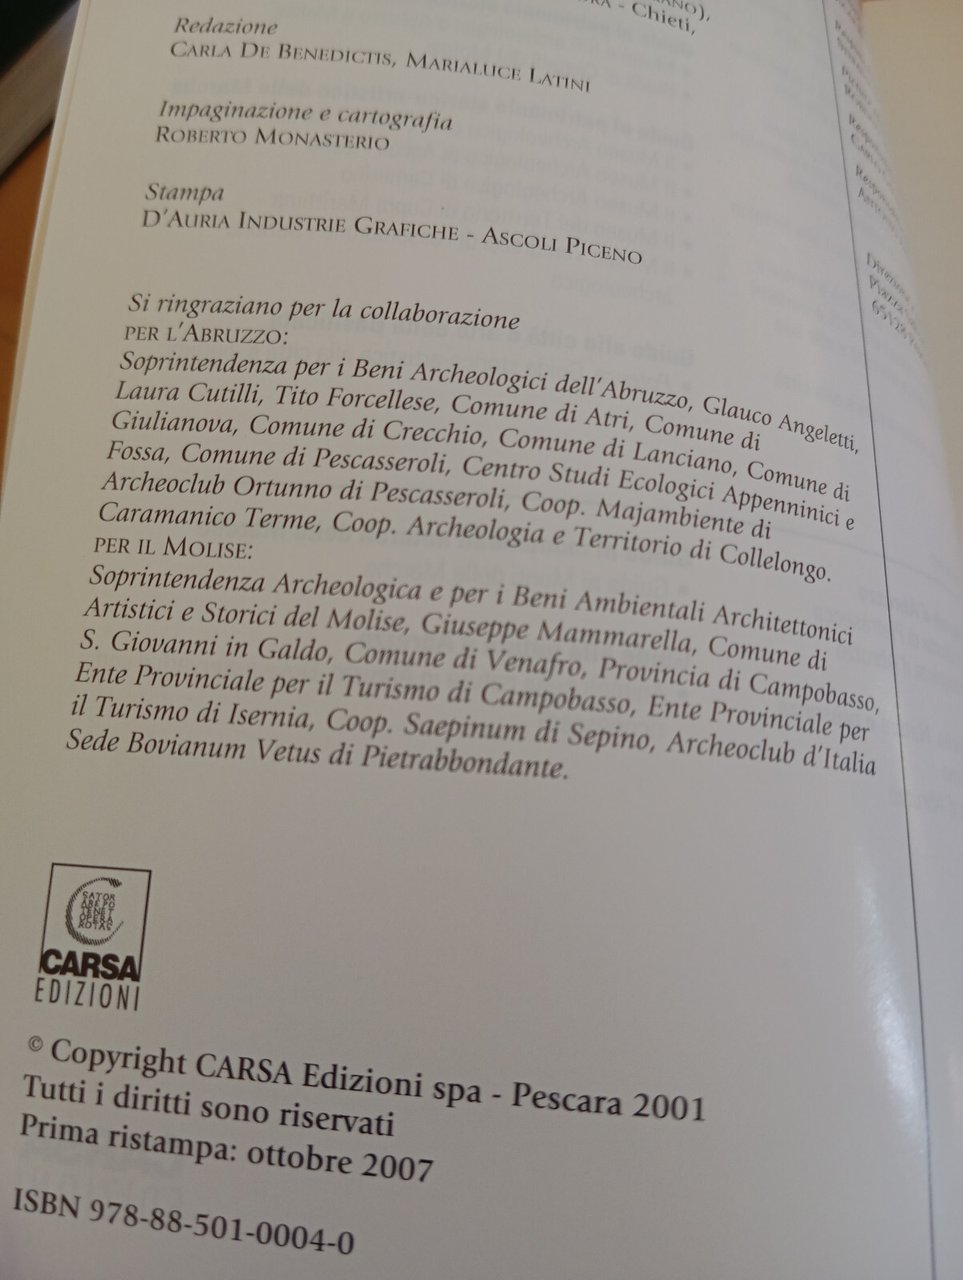 - Chieti,
Redazione
CARLA DE BENEDICTIS, MARIALUCE LATINI
Impaginazione e cartografia
ROBERTO MONASTERIO
Stampa
D'AURIA INDUSTRIE GRAFICHE - ASCOLI PICENO
Si ringraziano per la collaborazione
PER L'ABRUZZO:
Soprintendenza per i Beni Archeologici dell'Abruzzo, Glauco Angeletti,
Laura Cutilli, Tito Forcellese, Comune di Atri, Comune di
Giulianova, Comune di Crecchio, Comune di Lanciano, Comune di
Fossa, Comune di Pescasseroli, Centro Studi Ecologici Appenninici e
Archeoclub Ortunno di Pescasseroli, Coop. Majambiente di
Caramanico Terme, Coop. Archeologia e Territorio di Collelongo.
PER IL MOLISE:
Soprintendenza Archeologica e per i Beni Ambientali Architettonici
Artistici e Storici del Molise, Giuseppe Mammarella, Comune di
S. Giovanni in Galdo, Comune di Venafro, Provincia di Campobasso,
Ente Provinciale per il Turismo di Campobasso, Ente Provinciale per
il Turismo di Isernia, Coop. Saepinum di Sepino, Archeoclub d'Italia
Sede Bovianum Vetus di Pietrabbondante.
SATOR
AREPO
TENET
OPERA
ROTAS
CARSA
EDIZIONI
© Copyright CARSA Edizioni spa - Pescara 2001
Tutti i diritti sono riservati
Prima ristampa: ottobre 2007
ISBN 978-88-501-0004-0